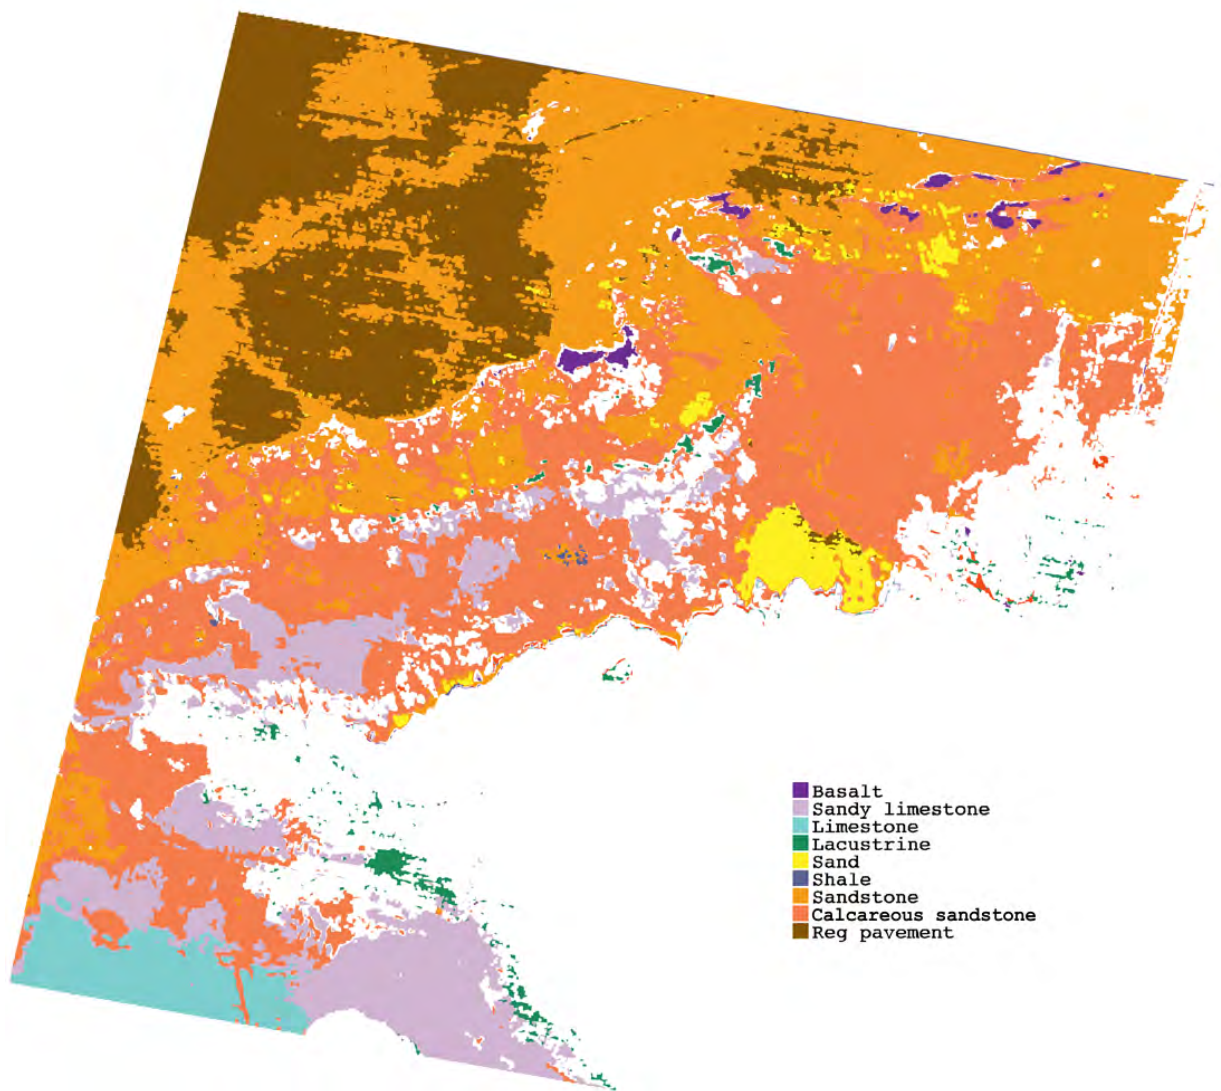 Basalt
Sandy limestone
Limestone
Lacustrine
Sand
Shale
Sandstone
Calcareous sandstone
Reg pavement